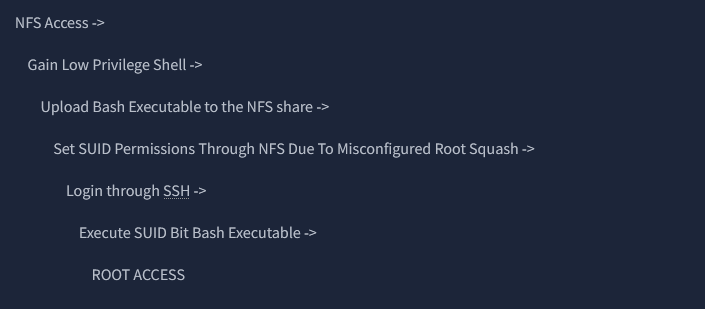 NFS Access ->
Gain Low Privilege Shell ->
Upload Bash Executable to the NFS share ->
Set SUID Permissions Through NFS Due To Misconfigured Root Squash ->
Login through SSH ->
Execute SUID Bit Bash Executable ->
ROOT ACCESS